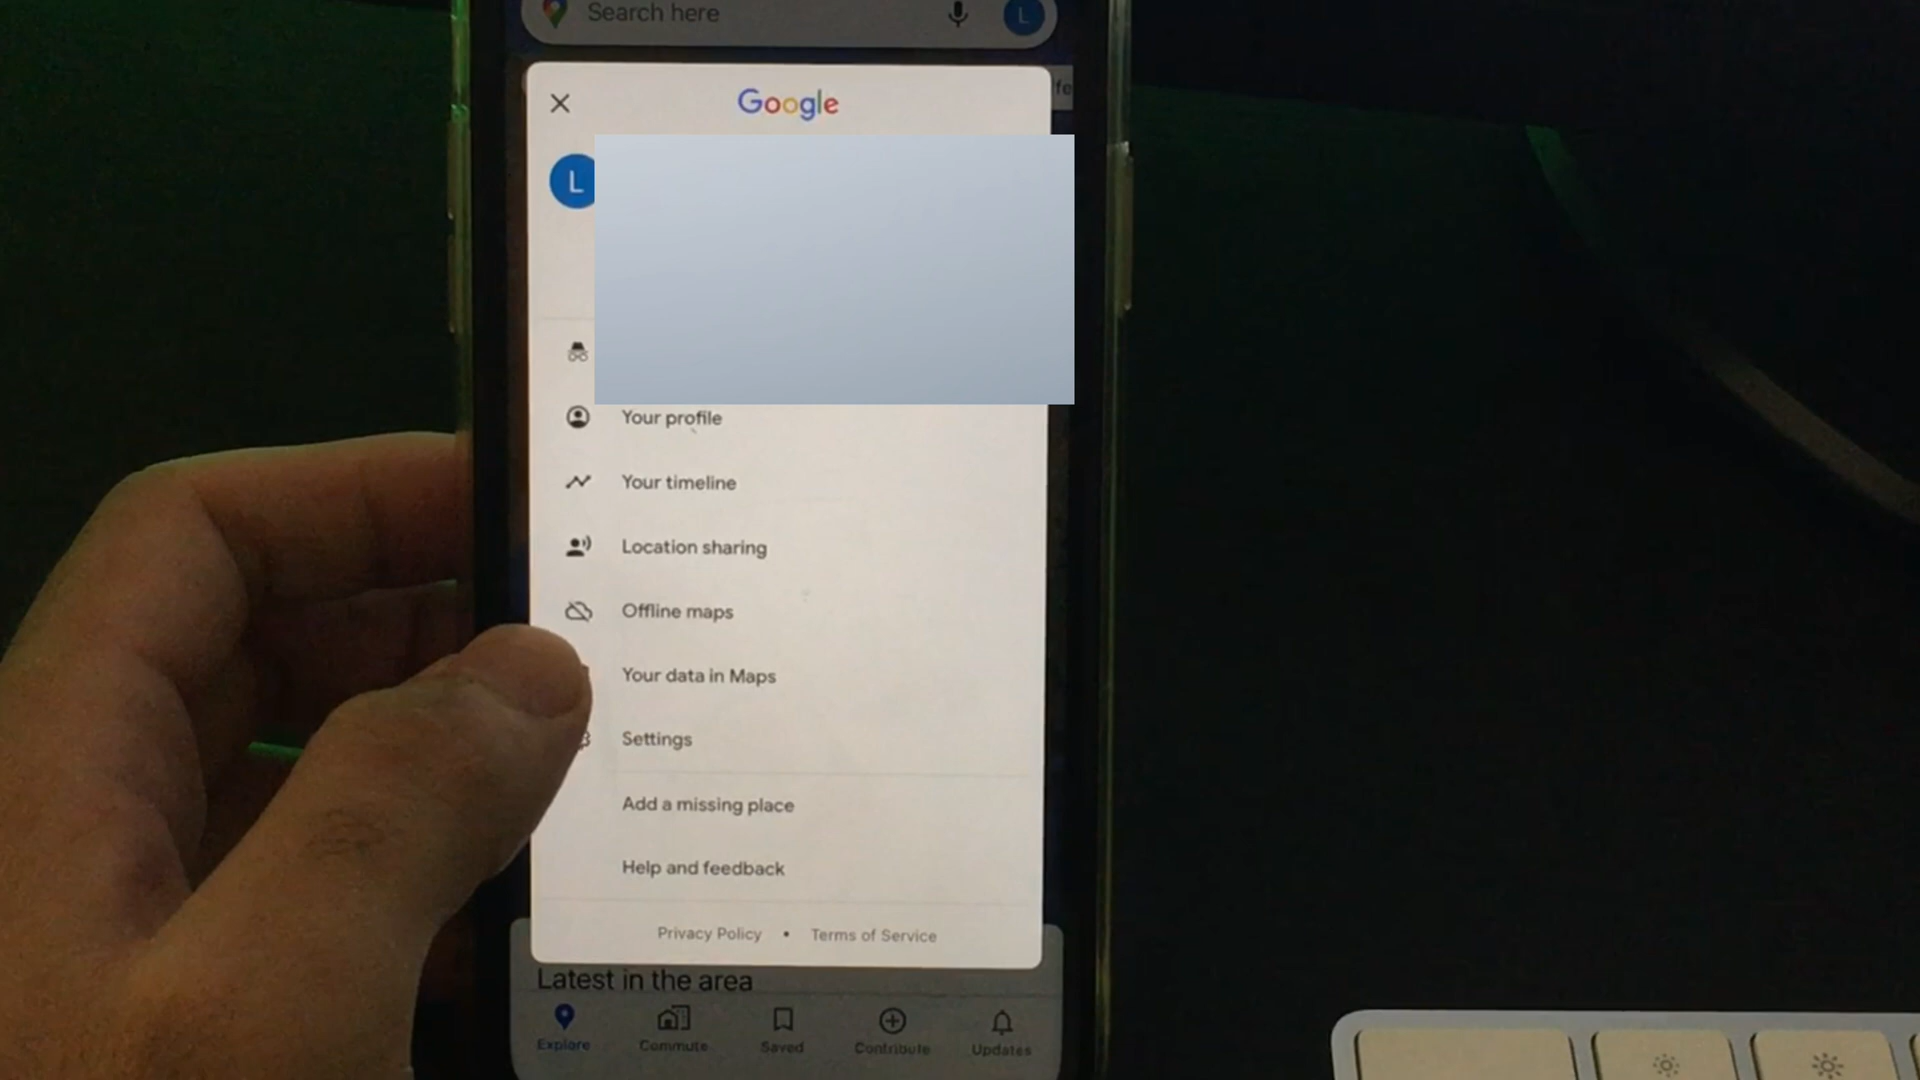 Search here
L
Google
L
Your profile
Your timeline
Location sharing
Offline maps
Your data in Maps
Settings
Add a missing place
Help and feedback
Privacy Policy • Terms of Service
Latest in the area
Explore Commute Saved Contribute Updates